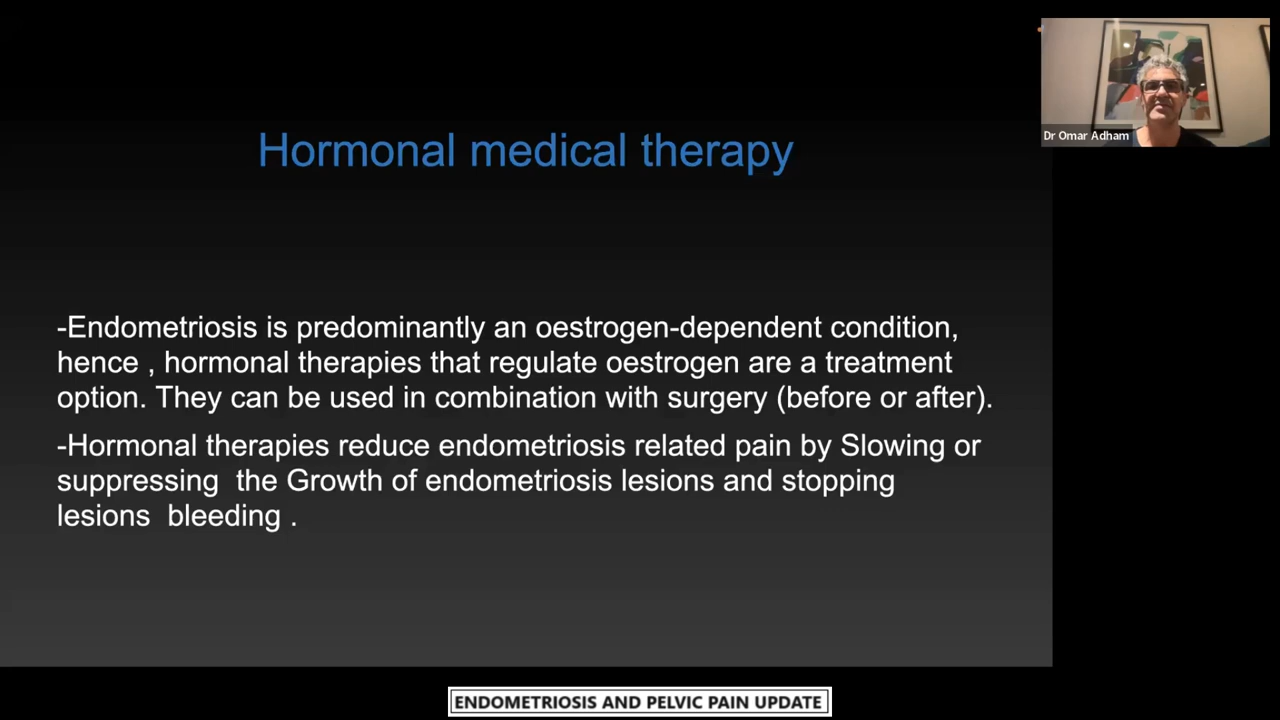 Dr Omar Adham
Hormonal medical therapy
-Endometriosis is predominantly an oestrogen-dependent condition,
hence , hormonal therapies that regulate oestrogen are a treatment
option. They can be used in combination with surgery (before or after).
-Hormonal therapies reduce endometriosis related pain by Slowing or
suppressing  the Growth of endometriosis lesions and stopping
lesions  bleeding .
ENDOMETRIOSIS AND PELVIC PAIN UPDATE